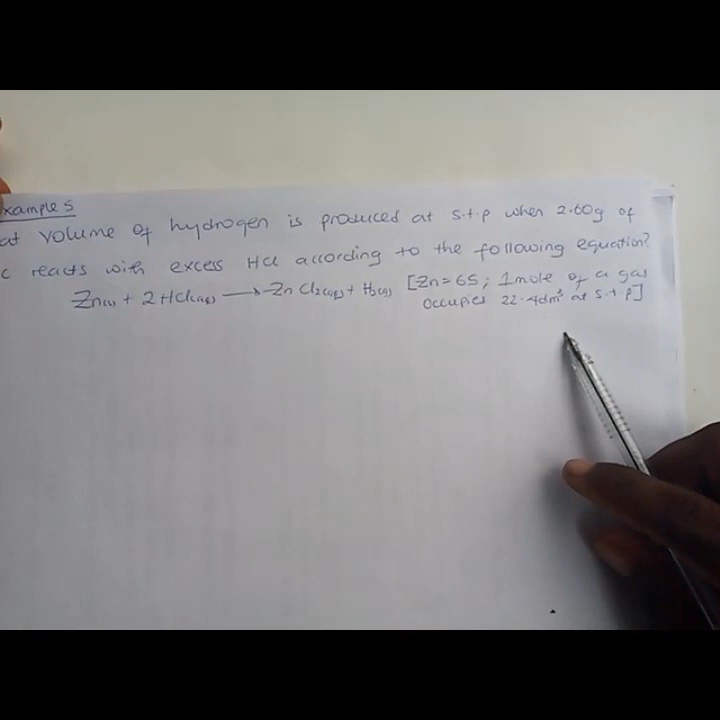 xample 5
at volume of hydrogen is produced at s.t.p when 2.60g of
c reacts with excess HCl according to the following equation?
Zn(s) + 2HCl(aq) → ZnCl2(aq) + H2(g) [Zn=65; 1mole of a gas
occupies 22.4dm³ at s.t.p]